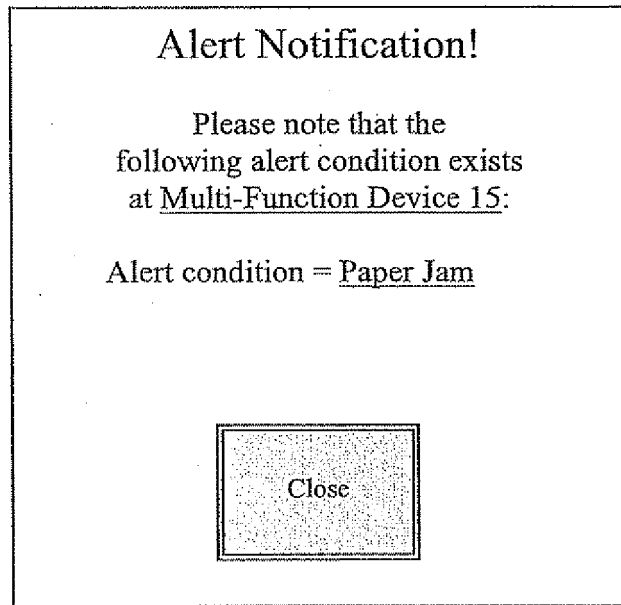 Alert Notification!
Please note that the
following alert condition exists
at Multi-Function Device 15:
Alert condition = Paper Jam
Close